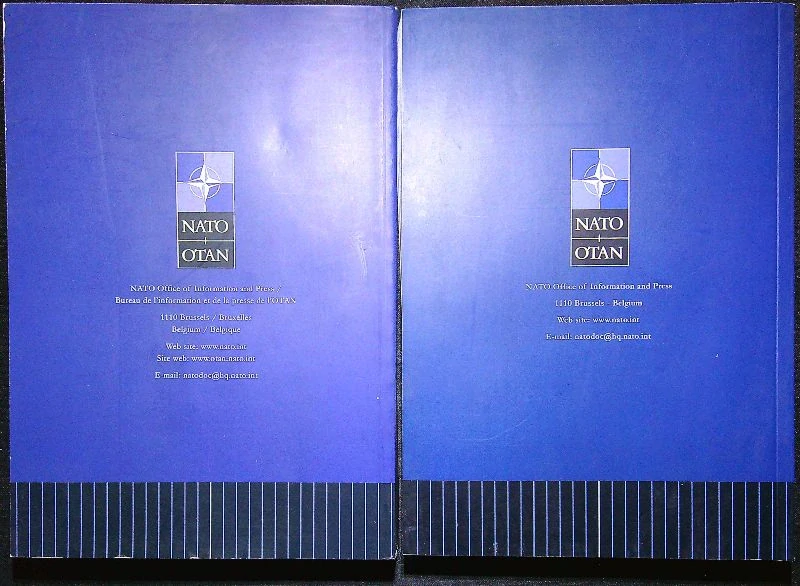 NATO
OTAN
NATO Office of Information and Press /
Bureau de l'information et de la presse de l'OTAN
1110 Brussels / Bruxelles
Belgium / Belgique
Web site: www.nato.int
Site web: www.otan.nato.int
E-mail: natodoc@hq.nato.int
NATO
OTAN
NATO Office of Information and Press
1110 Brussels - Belgium
Web site: www.nato.int
E-mail: natodoc@hq.nato.int